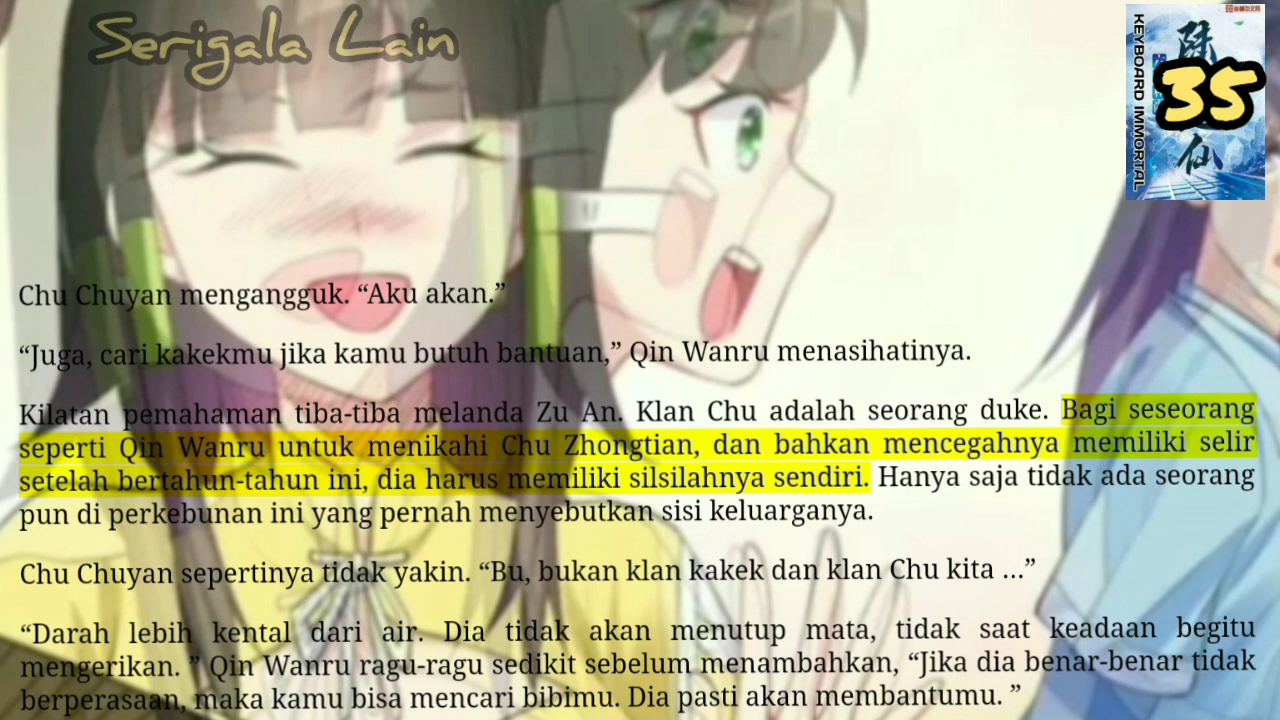 Serigala Lain
KEYBOARD IMMORTAL
35
仙
Chu Chuyan mengangguk. “Aku akan.”
“Juga, cari kakekmu jika kamu butuh bantuan,” Qin Wanru menasihatinya.
Kilatan pemahaman tiba-tiba melanda Zu An. Klan Chu adalah seorang duke. Bagi seseorang
seperti Qin Wanru untuk menikahi Chu Zhongtian, dan bahkan mencegahnya memiliki selir
setelah bertahun-tahun ini, dia harus memiliki silsilahnya sendiri. Hanya saja tidak ada seorang
pun di perkebunan ini yang pernah menyebutkan sisi keluarganya.
Chu Chuyan sepertinya tidak yakin. “Bu, bukan klan kakek dan klan Chu kita ...”
“Darah lebih kental dari air. Dia tidak akan menutup mata, tidak saat keadaan begitu
mengerikan. ” Qin Wanru ragu-ragu sedikit sebelum menambahkan, “Jika dia benar-benar tidak
berperasaan, maka kamu bisa mencari bibimu. Dia pasti akan membantumu. ”